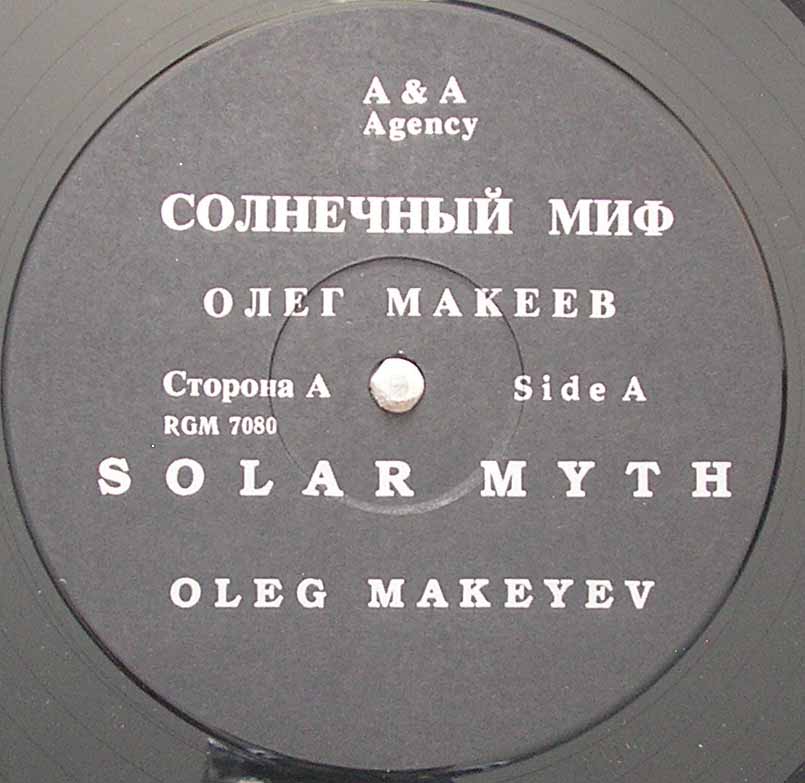 A & A
Agency
СОЛНЕЧНЫЙ МИФ
ОЛЕГ МАКЕЕВ
Сторона А Side A
RGM 7080
SOLAR MYTH
OLEG MAKEYEV